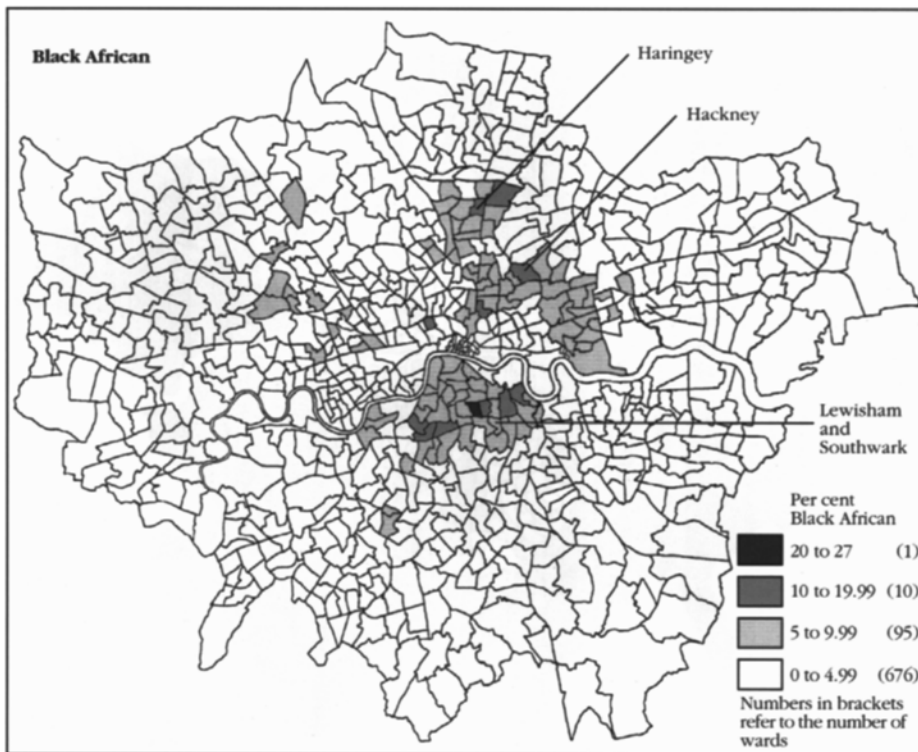 Black African
Haringey
Hackney
Lewisham
and
Southwark
Per cent
Black African
20 to 27 (1)
10 to 19.99 (10)
5 to 9.99 (95)
0 to 4.99 (676)
Numbers in brackets
refer to the number of
wards